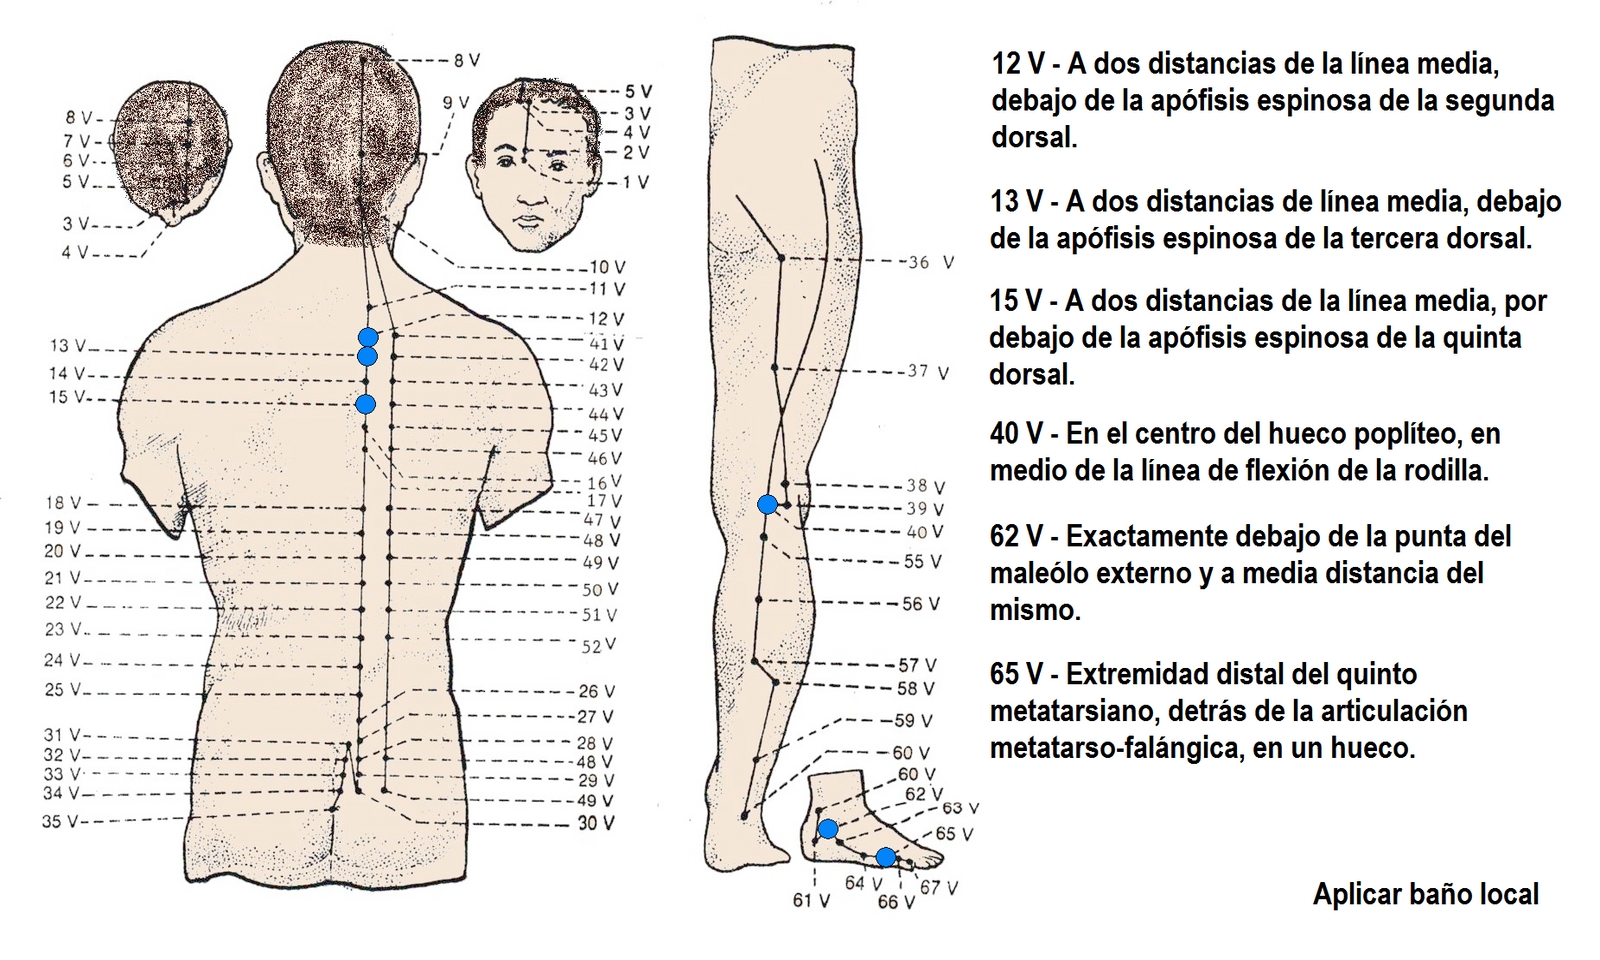 8 V
9 V
8 V
7 V
6 V
5 V
3 V
4 V
5 V
3 V
4 V
2 V
1 V
10 V
11 V
12 V
41 V
42 V
43 V
44 V
45 V
46 V
16 V
17 V
47 V
48 V
49 V
50 V
51 V
52 V
26 V
27 V
28 V
48 V
29 V
49 V
30 V
13 V
14 V
15 V
18 V
19 V
20 V
21 V
22 V
23 V
24 V
25 V
31 V
32 V
33 V
34 V
35 V
36 V
37 V
38 V
39 V
40 V
55 V
56 V
57 V
58 V
59 V
60 V
60 V
62 V
63 V
65 V
64 V
67 V
61 V
66 V
12 V - A dos distancias de la línea media,
debajo de la apófisis espinosa de la segunda
dorsal.
13 V - A dos distancias de línea media, debajo
de la apófisis espinosa de la tercera dorsal.
15 V - A dos distancias de la línea media, por
debajo de la apófisis espinosa de la quinta
dorsal.
40 V - En el centro del hueco poplíteo, en
medio de la línea de flexión de la rodilla.
62 V - Exactamente debajo de la punta del
maleólo externo y a media distancia del
mismo.
65 V - Extremidad distal del quinto
metatarsiano, detrás de la articulación
metatarso-falángica, en un hueco.
Aplicar baño local